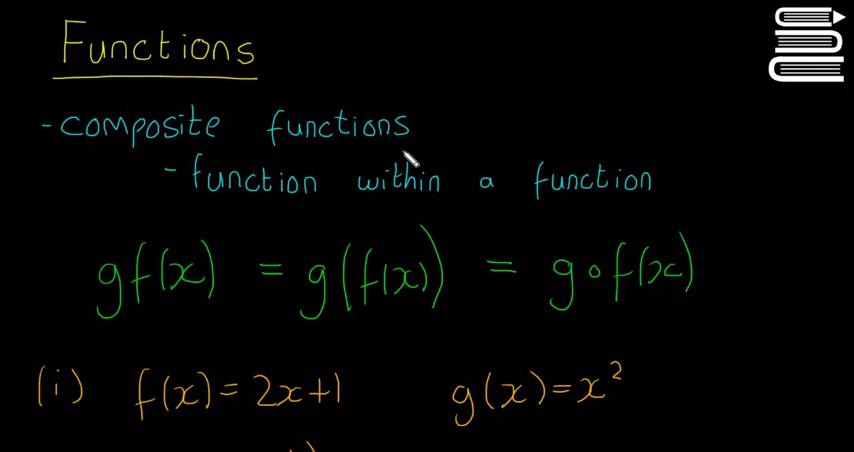 Functions
- composite functions
- function within a function
gf(x) = g(f(x)) = g∘f(x)
(i) f(x)=2x+1 g(x)=x²